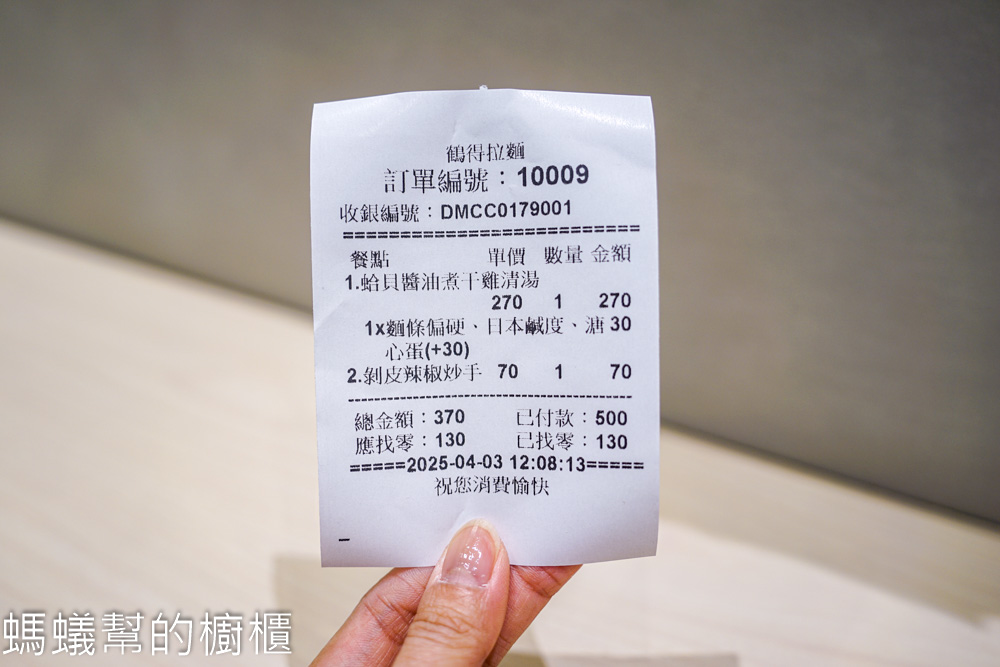 鶴得拉麵
訂單編號：10009
收銀編號：DMCC0179001
====================================
餐點 單價 數量 金額
1.蛤貝醬油煮干雞清湯
270 1 270
1x麵條偏硬、日本鹹度、溏 30
心蛋(+30)
2.剝皮辣椒炒手 70 1 70
------------------------------------------------
總金額：370 已付款：500
應找零：130 已找零：130
=====2025-04-03 12:08:13=====
祝您消費愉快
螞蟻幫的櫥櫃